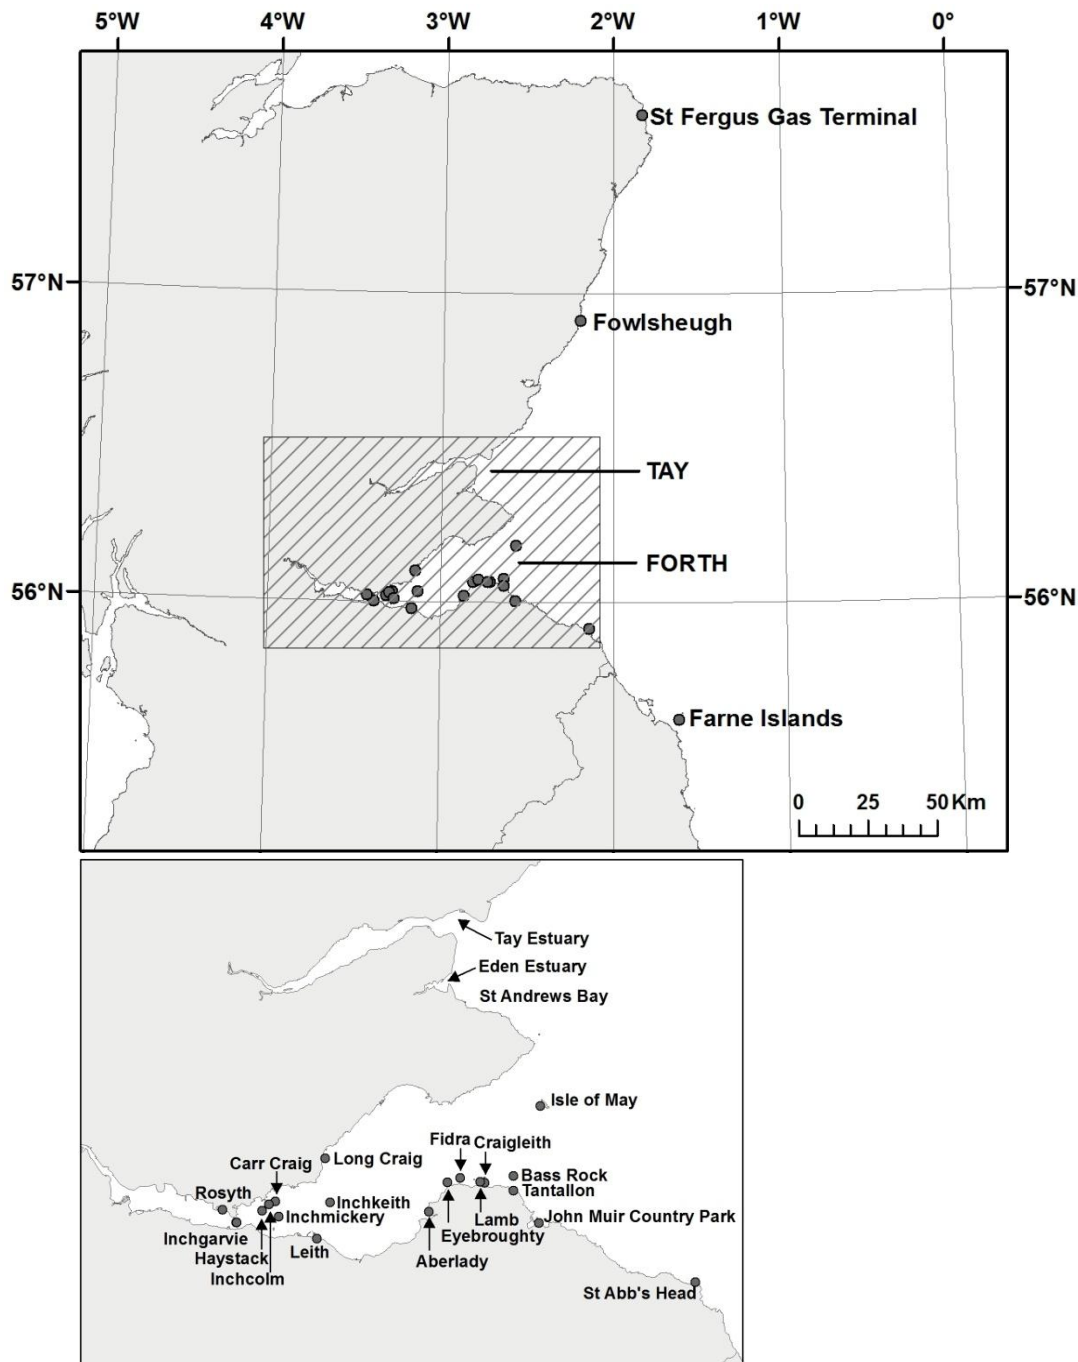 5°W 4°W 3°W 2°W 1°W 0°
St Fergus Gas Terminal
57°N 57°N
Fowlsheugh
TAY
FORTH
56°N 56°N
Farne Islands
0 25 50 Km
Tay Estuary
Eden Estuary
St Andrews Bay
Isle of May
Fidra Craigleith
Carr Craig Long Craig
Bass Rock
Rosyth Inchkeith Tantallon
Inchmickery Lamb John Muir Country Park
Inchgarvie Leith Eyebroughty
Haystack Aberlady
Inchcolm
St Abb's Head